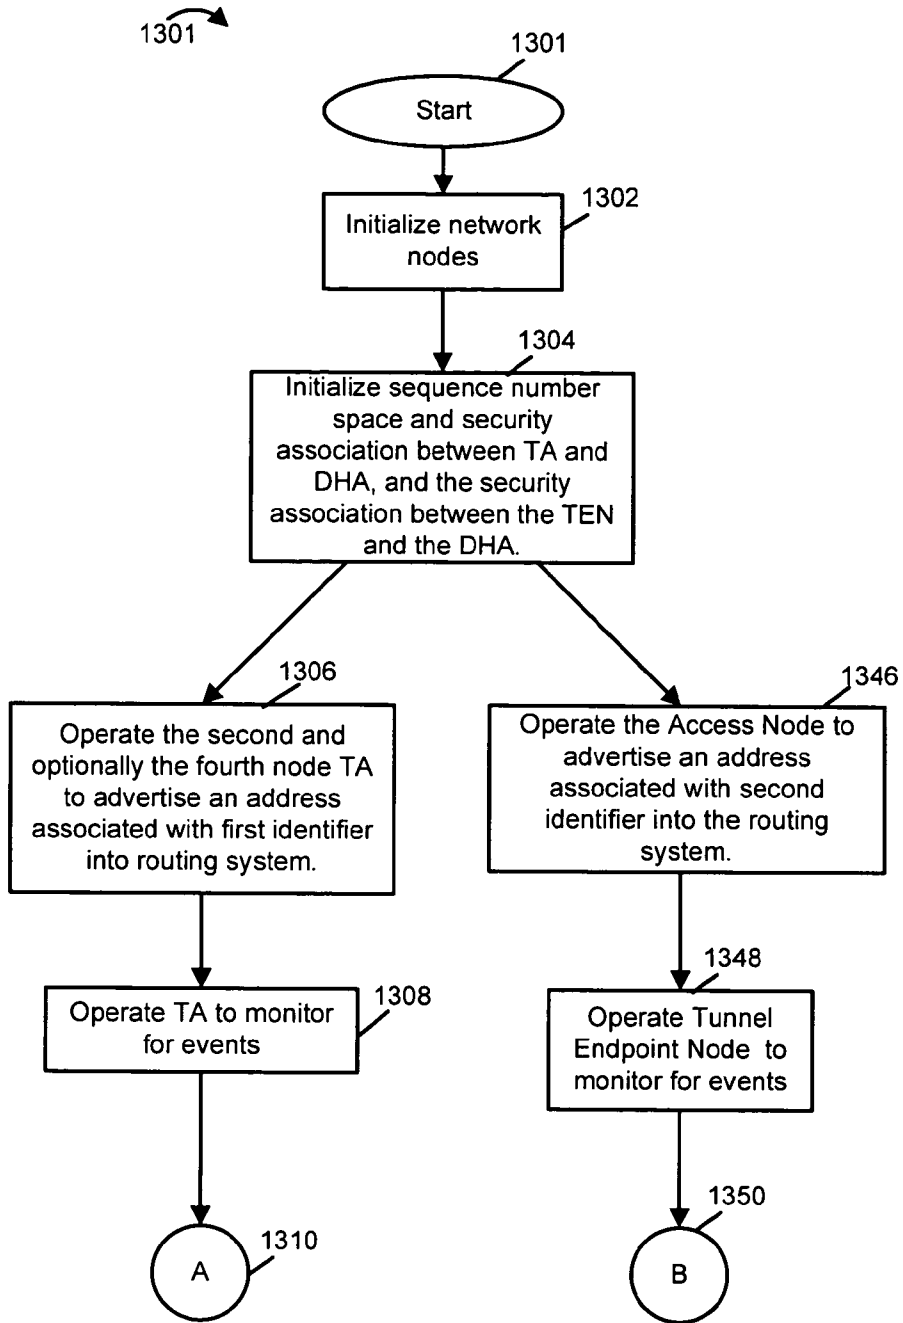 1301
1301
Start
1302
Initialize network
nodes
1304
Initialize sequence number
space and security
association between TA and
DHA, and the security
association between the TEN
and the DHA.
1306
Operate the second and
optionally the fourth node TA
to advertise an address
associated with first identifier
into routing system.
1346
Operate the Access Node to
advertise an address
associated with second
identifier into the routing
system.
1308
Operate TA to monitor
for events
1348
Operate Tunnel
Endpoint Node to
monitor for events
1310
A
1350
B